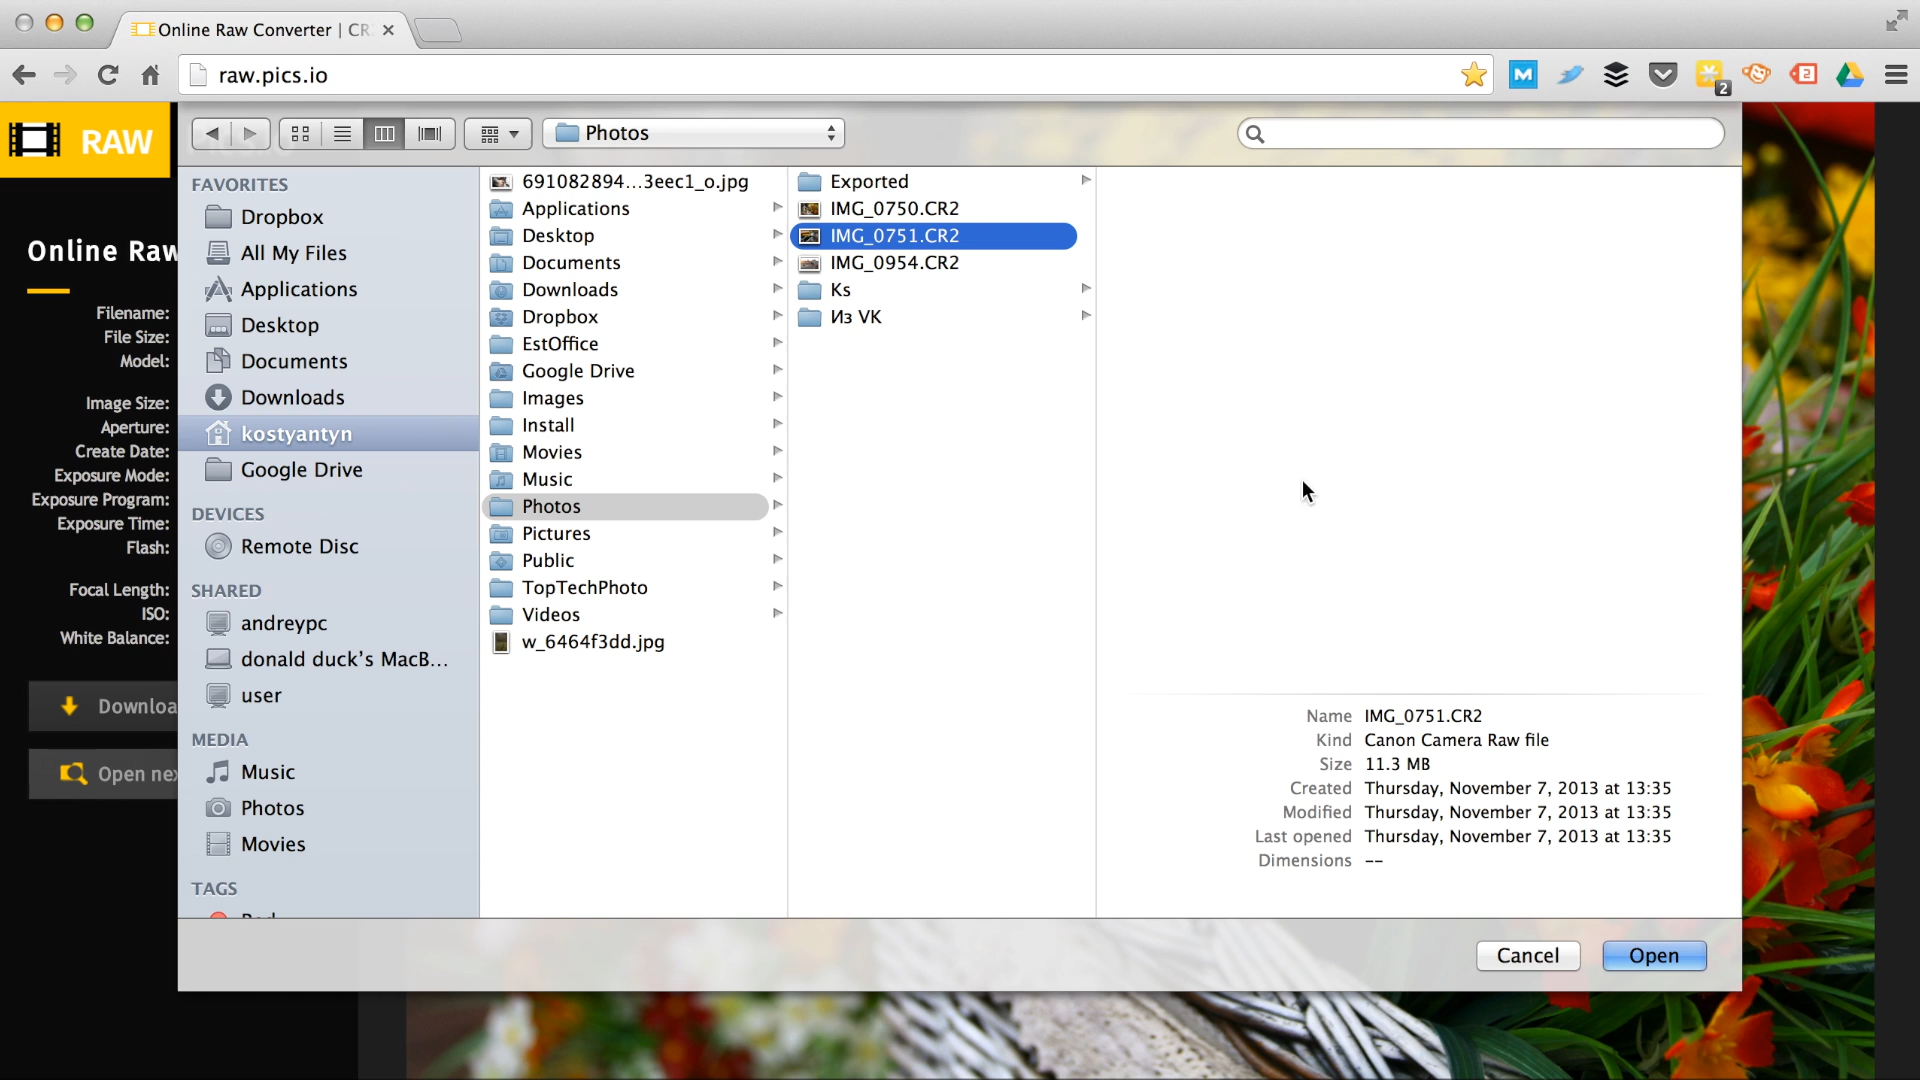 Online Raw Converter | CR
raw.pics.io
2
2
RAW
Photos
Online Raw
Filename:
File Size:
Model:
Image Size:
Aperture:
Create Date:
Exposure Mode:
Exposure Program:
Exposure Time:
Flash:
Focal Length:
ISO:
White Balance:
Downloa
Open nex
FAVORITES
Dropbox
All My Files
Applications
Desktop
Documents
Downloads
kostyantyn
Google Drive
DEVICES
Remote Disc
SHARED
andreypc
donald duck’s MacB...
user
MEDIA
Music
Photos
Movies
TAGS
691082894...3eec1_o.jpg
Applications
Desktop
Documents
Downloads
Dropbox
EstOffice
Google Drive
Images
Install
Movies
Music
Photos
Pictures
Public
TopTechPhoto
Videos
w_6464f3dd.jpg
Exported
IMG_0750.CR2
IMG_0751.CR2
IMG_0954.CR2
Ks
Из VK
Name IMG_0751.CR2
Kind Canon Camera Raw file
Size 11.3 MB
Created Thursday, November 7, 2013 at 13:35
Modified Thursday, November 7, 2013 at 13:35
Last opened Thursday, November 7, 2013 at 13:35
Dimensions --
Cancel
Open